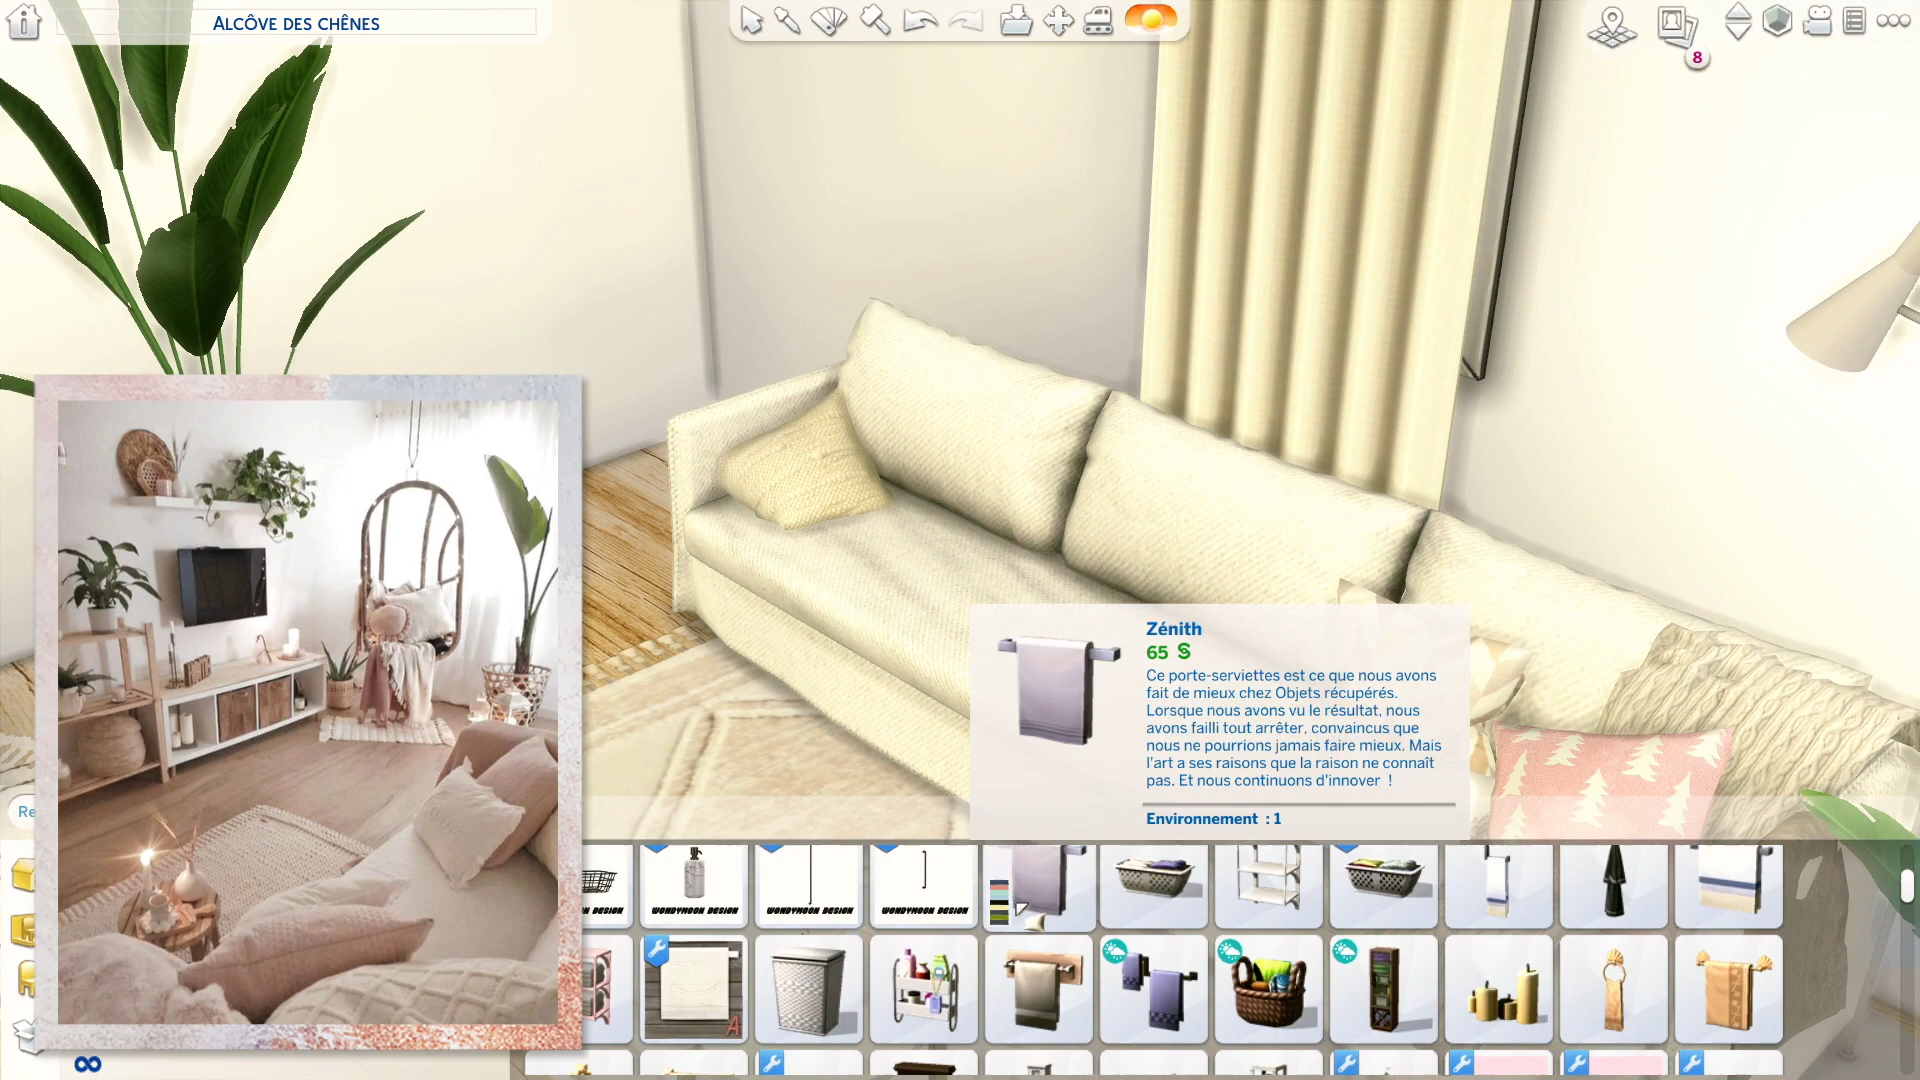 ALCÔVE DES CHÊNES
8
Zénith
65 §
Ce porte-serviettes est ce que nous avons
fait de mieux chez Objets récupérés.
Lorsque nous avons vu le résultat, nous
avons failli tout arrêter, convaincus que
nous ne pourrions jamais faire mieux. Mais
l'art a ses raisons que la raison ne connaît
pas. Et nous continuons d'innover !
Environnement : 1
Re
N DESIGN
WONDYMOON DESIGN
WONDYMOON DESIGN
WONDYMOON DESIGN
A
∞